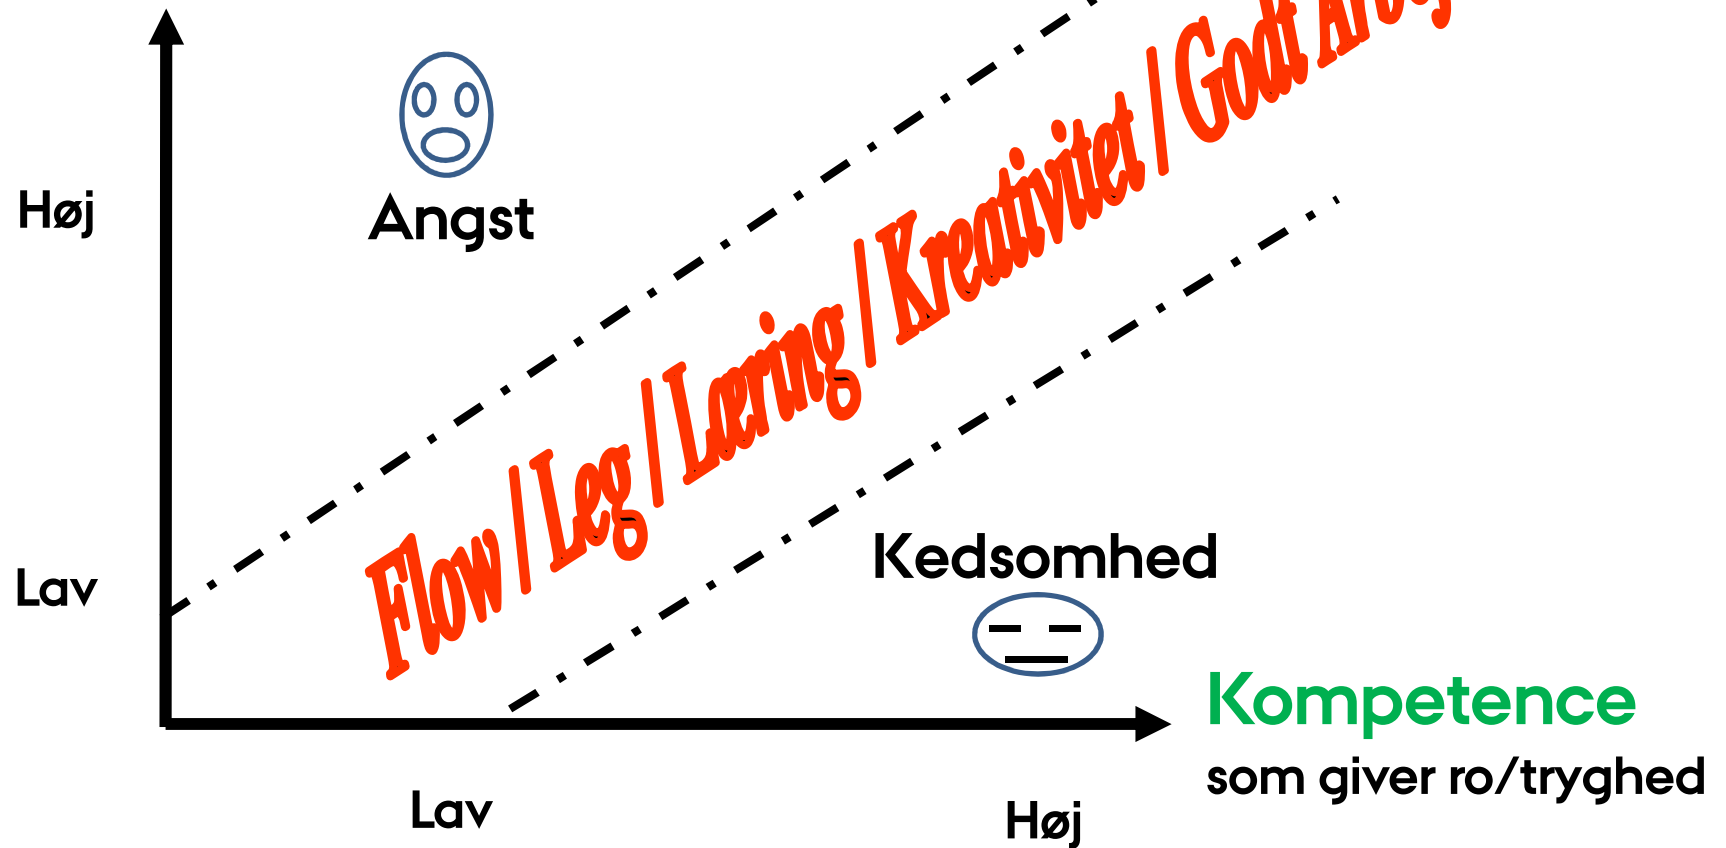 Høj
Angst
Flow / Leg / Læring / Kreativitet / Godt
Lav
Kedsomhed
Kompetence
som giver ro/tryghed
Lav
Høj